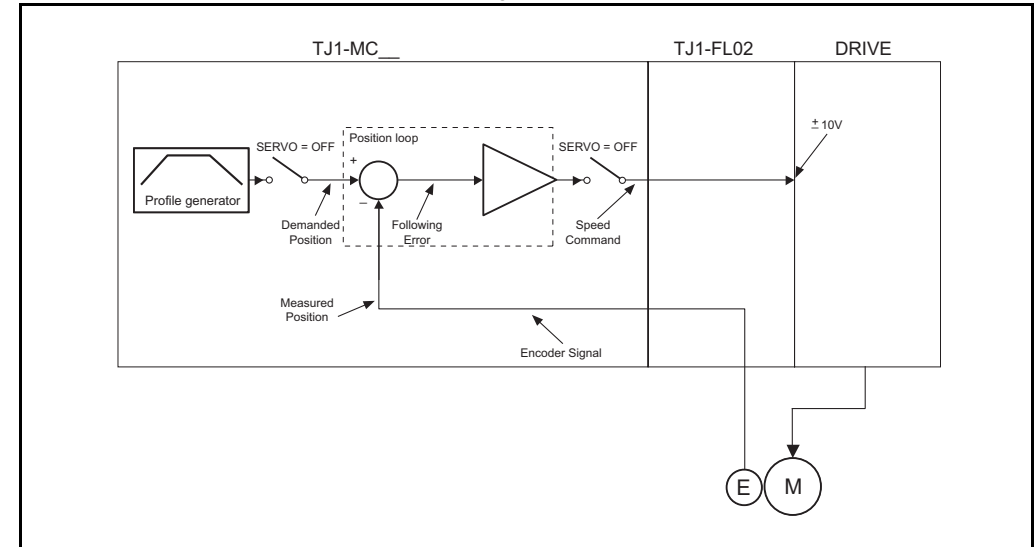 TJ1-MC__
TJ1-FL02
DRIVE
Position loop
SERVO = OFF
SERVO = OFF
± 10V
+
–
Profile generator
Demanded
Position
Following
Error
Speed
Command
Measured
Position
Encoder Signal
E
M